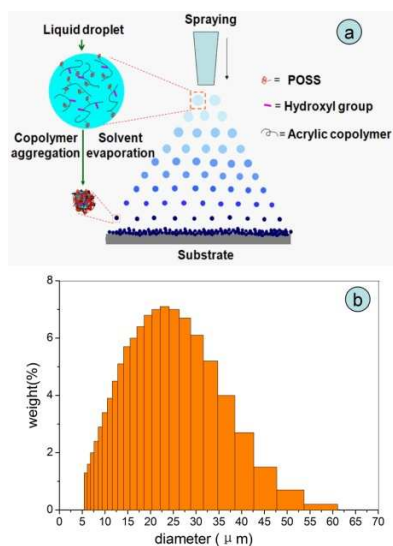 Spraying
a
Liquid droplet
= POSS
= Hydroxyl group
= Acrylic copolymer
Copolymer Solvent
aggregation evaporation
Substrate
b
8
6
4
2
0
weight(%)
0 5 10 15 20 25 30 35 40 45 50 55 60 65 70
diameter ( μ m)